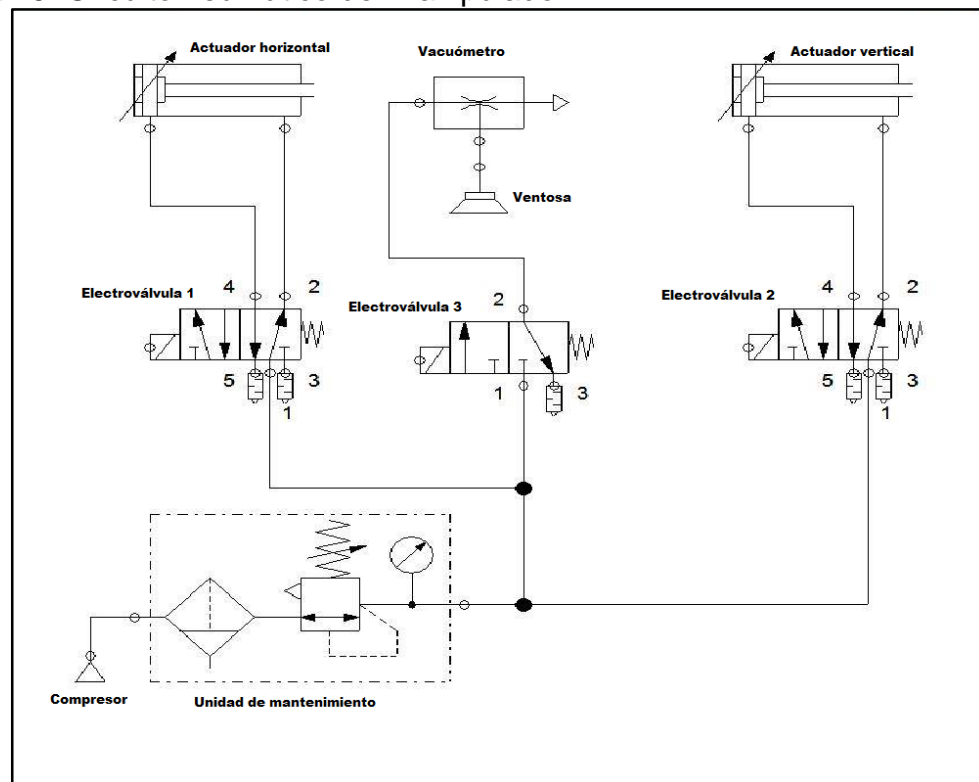 Actuador horizontal
Vacuómetro
Actuador vertical
Ventosa
Electroválvula 1
4
2
Electroválvula 3
2
Electroválvula 2
4
2
5
3
1
1
3
5
3
1
Compresor
Unidad de mantenimiento